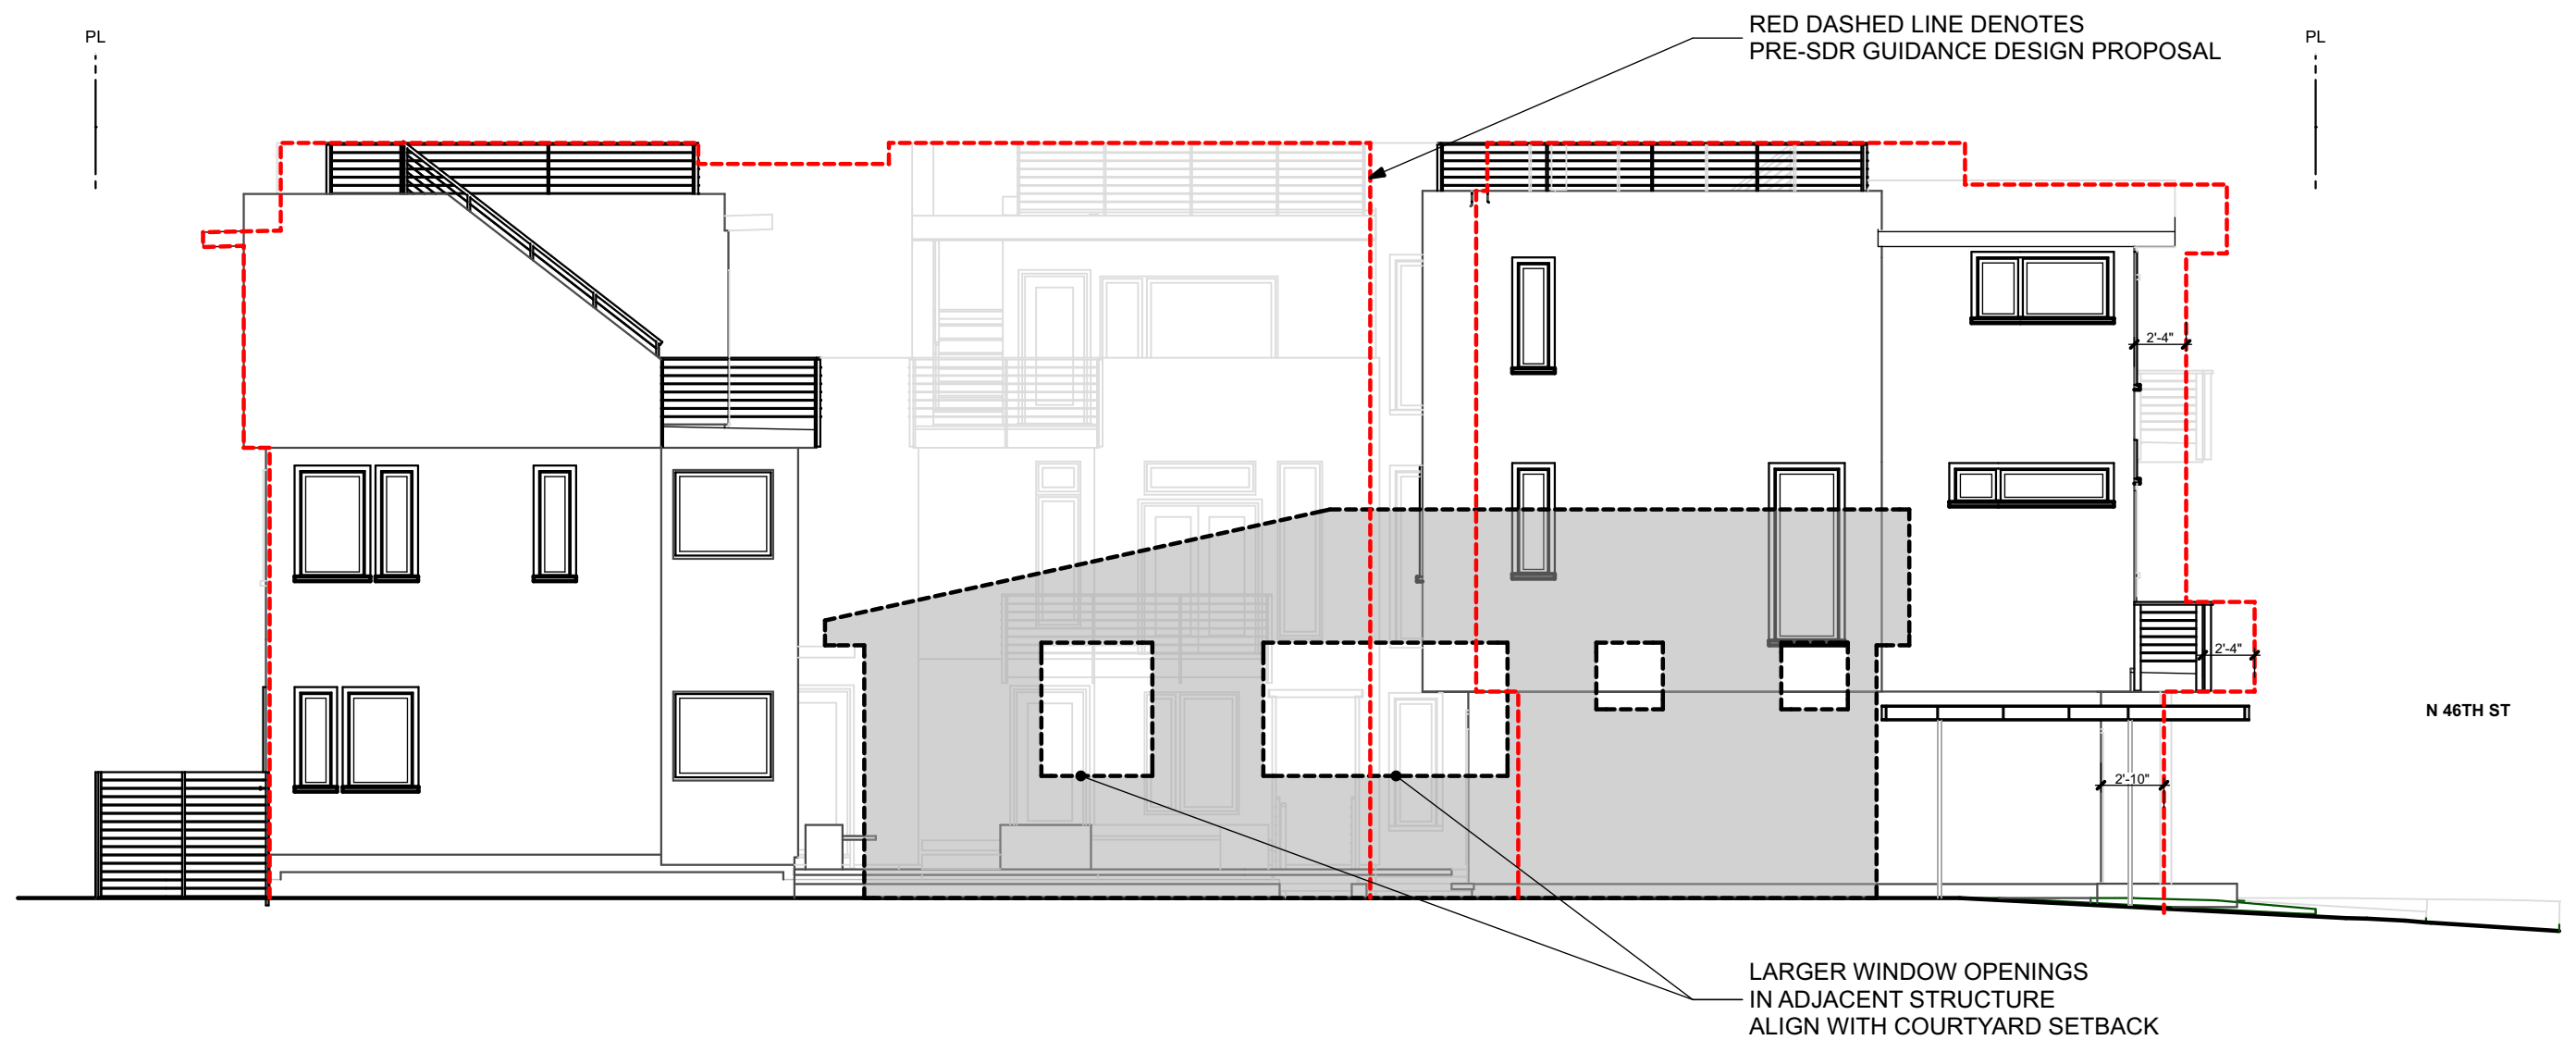 RED DASHED LINE DENOTES
PRE-SDR GUIDANCE DESIGN PROPOSAL
PL
PL
2'-4"
2'-4"
N 46TH ST
2'-10"
LARGER WINDOW OPENINGS
IN ADJACENT STRUCTURE
ALIGN WITH COURTYARD SETBACK